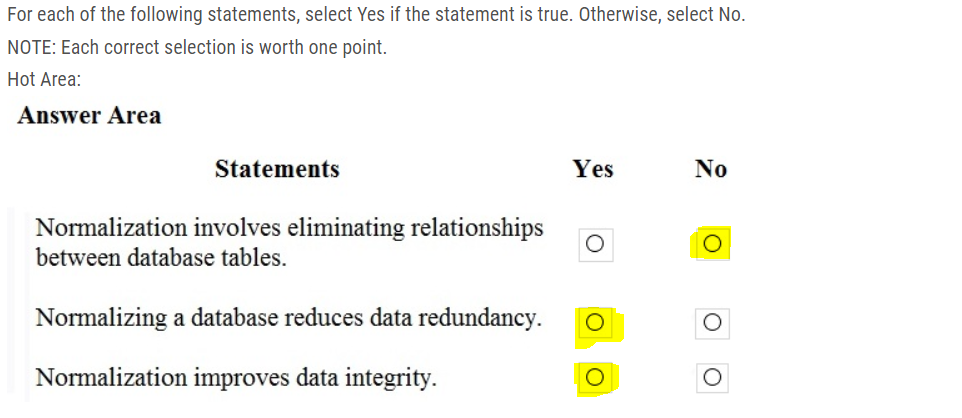 For each of the following statements, select Yes if the statement is true. Otherwise, select No.
NOTE: Each correct selection is worth one point.
Hot Area:
Answer Area
Statements Yes No
Normalization involves eliminating relationships
between database tables.
Normalizing a database reduces data redundancy.
Normalization improves data integrity.